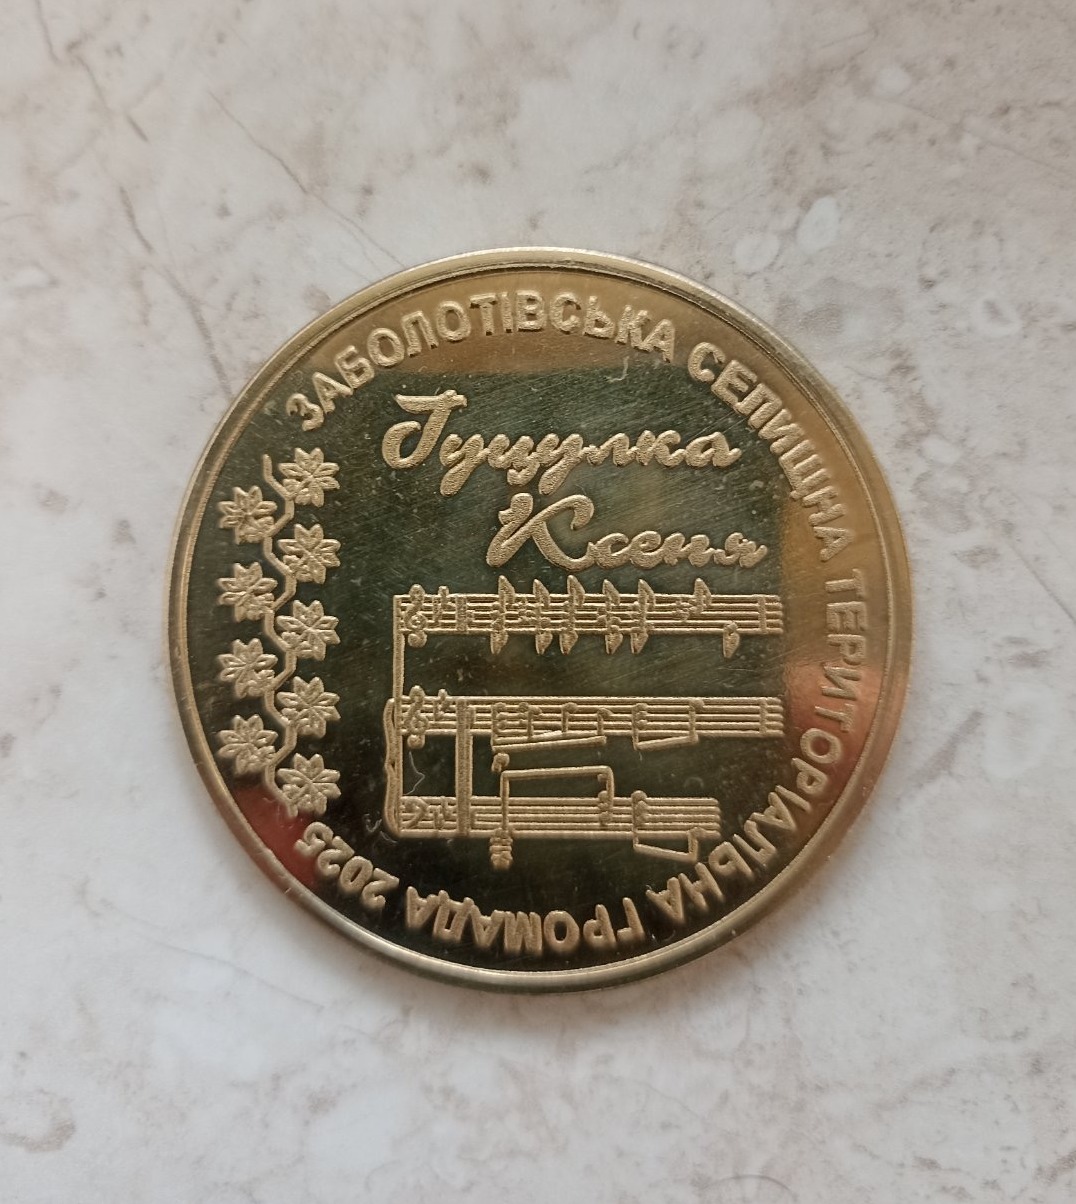 ЗАБОЛОТІВСЬКА СЕЛИЩНА ТЕРИТОРІАЛЬНА ГРОМАДА 2025
Гуцулка
Ксеня